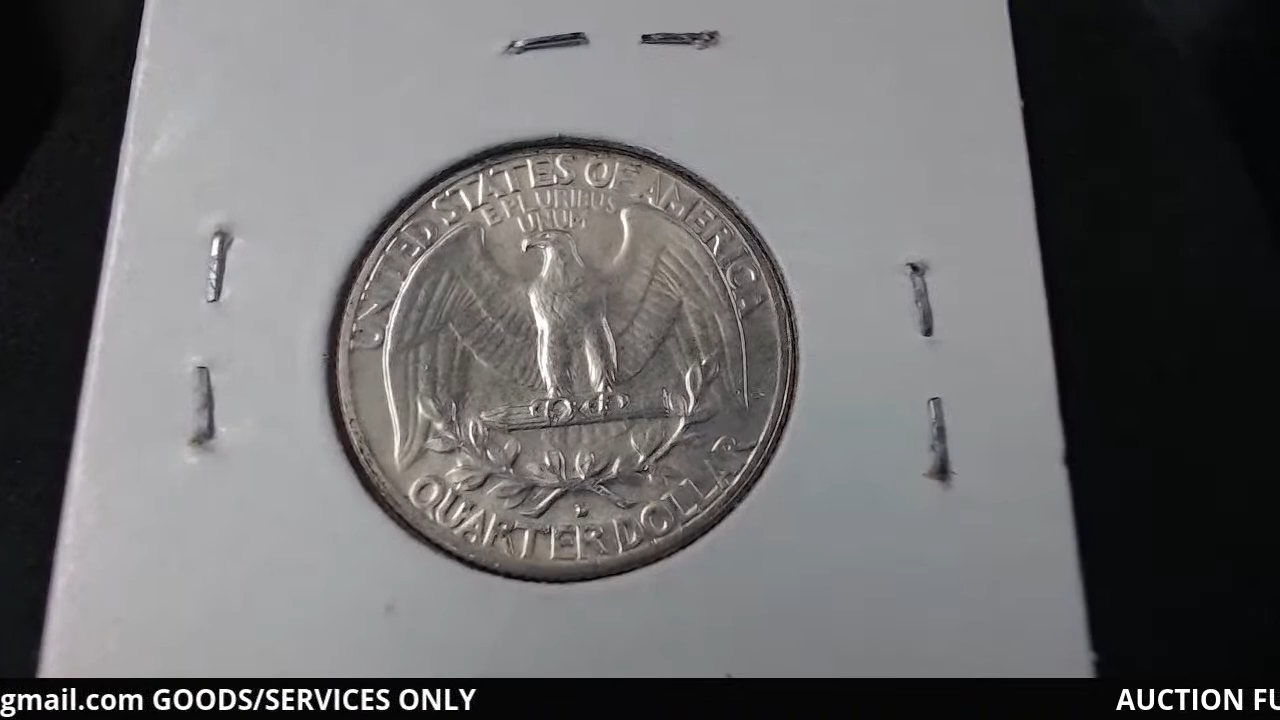 UNITED STATES OF AMERICA
E PLURIBUS
UNUM
QUARTER DOLLAR
gmail.com GOODS/SERVICES ONLY
AUCTION FU